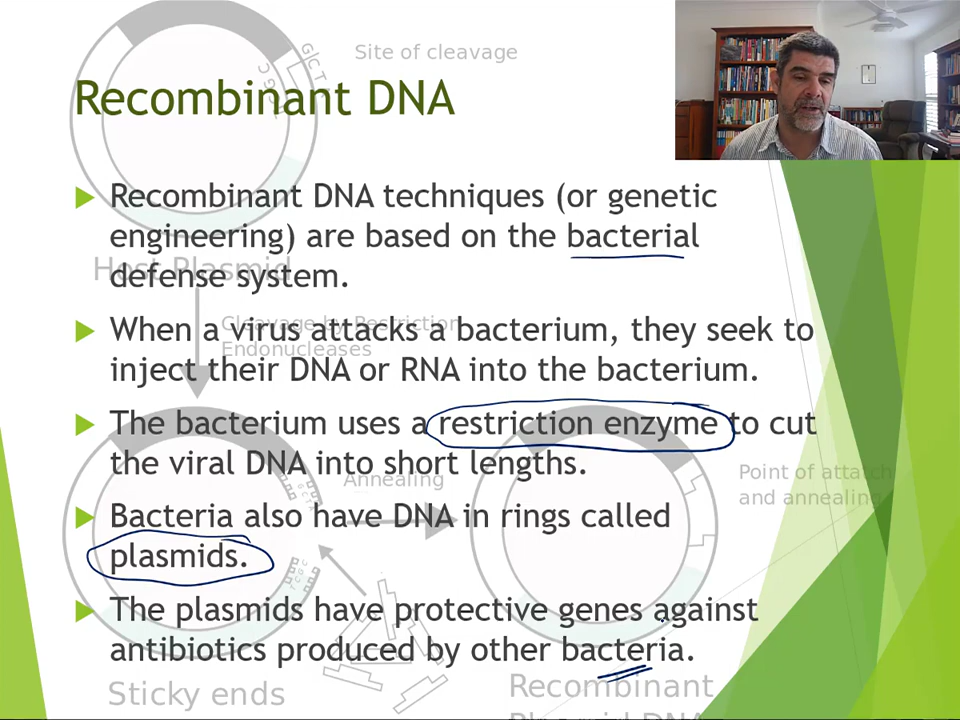 Site of cleavage
Recombinant DNA
Recombinant DNA techniques (or genetic
engineering) are based on the bacterial
defense system.
Host Plasmid
Cleavage by Restriction
Endonucleases
When a virus attacks a bacterium, they seek to
inject their DNA or RNA into the bacterium.
The bacterium uses a restriction enzyme to cut
the viral DNA into short lengths.
Annealing
Point of attatch
and annealing
Bacteria also have DNA in rings called
plasmids.
The plasmids have protective genes against
antibiotics produced by other bacteria.
Sticky ends
Recombinant